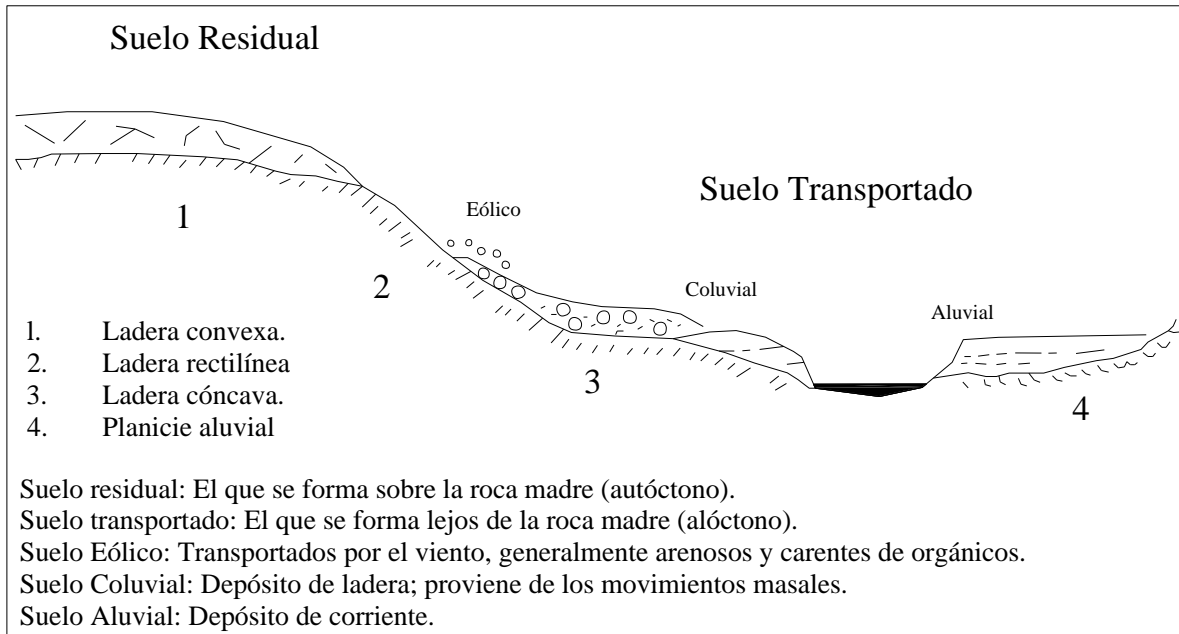 Suelo Residual
Suelo Transportado
Eólico
Coluvial
Aluvial
1
2
3
4
1. Ladera convexa.
2. Ladera rectilínea
3. Ladera cóncava.
4. Planicie aluvial
Suelo residual: El que se forma sobre la roca madre (autóctono).
Suelo transportado: El que se forma lejos de la roca madre (alóctono).
Suelo Eólico: Transportados por el viento, generalmente arenosos y carentes de orgánicos.
Suelo Coluvial: Depósito de ladera; proviene de los movimientos masales.
Suelo Aluvial: Depósito de corriente.